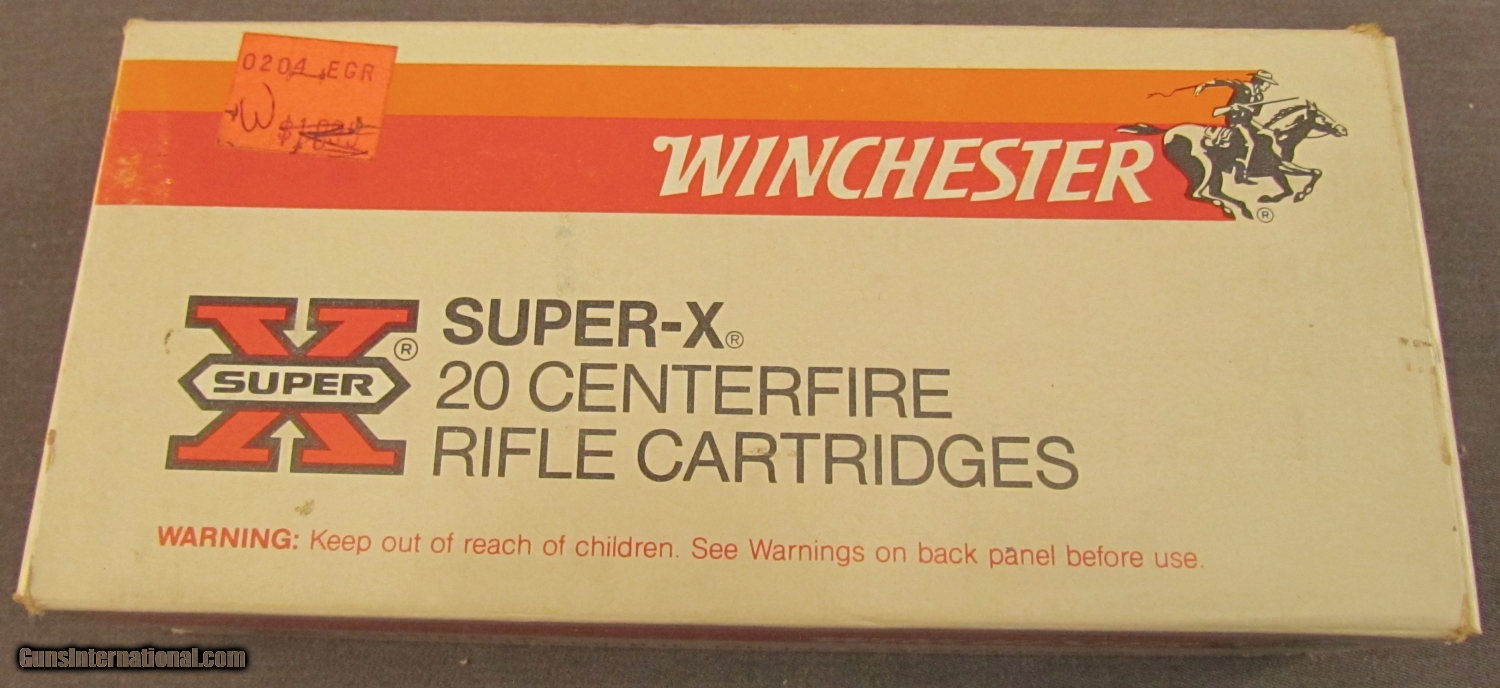 0204 EGR
W
WINCHESTER
®
SUPER
®
SUPER-X®
20 CENTERFIRE
RIFLE CARTRIDGES
WARNING: Keep out of reach of children. See Warnings on back panel before use.
GunsInternational.com